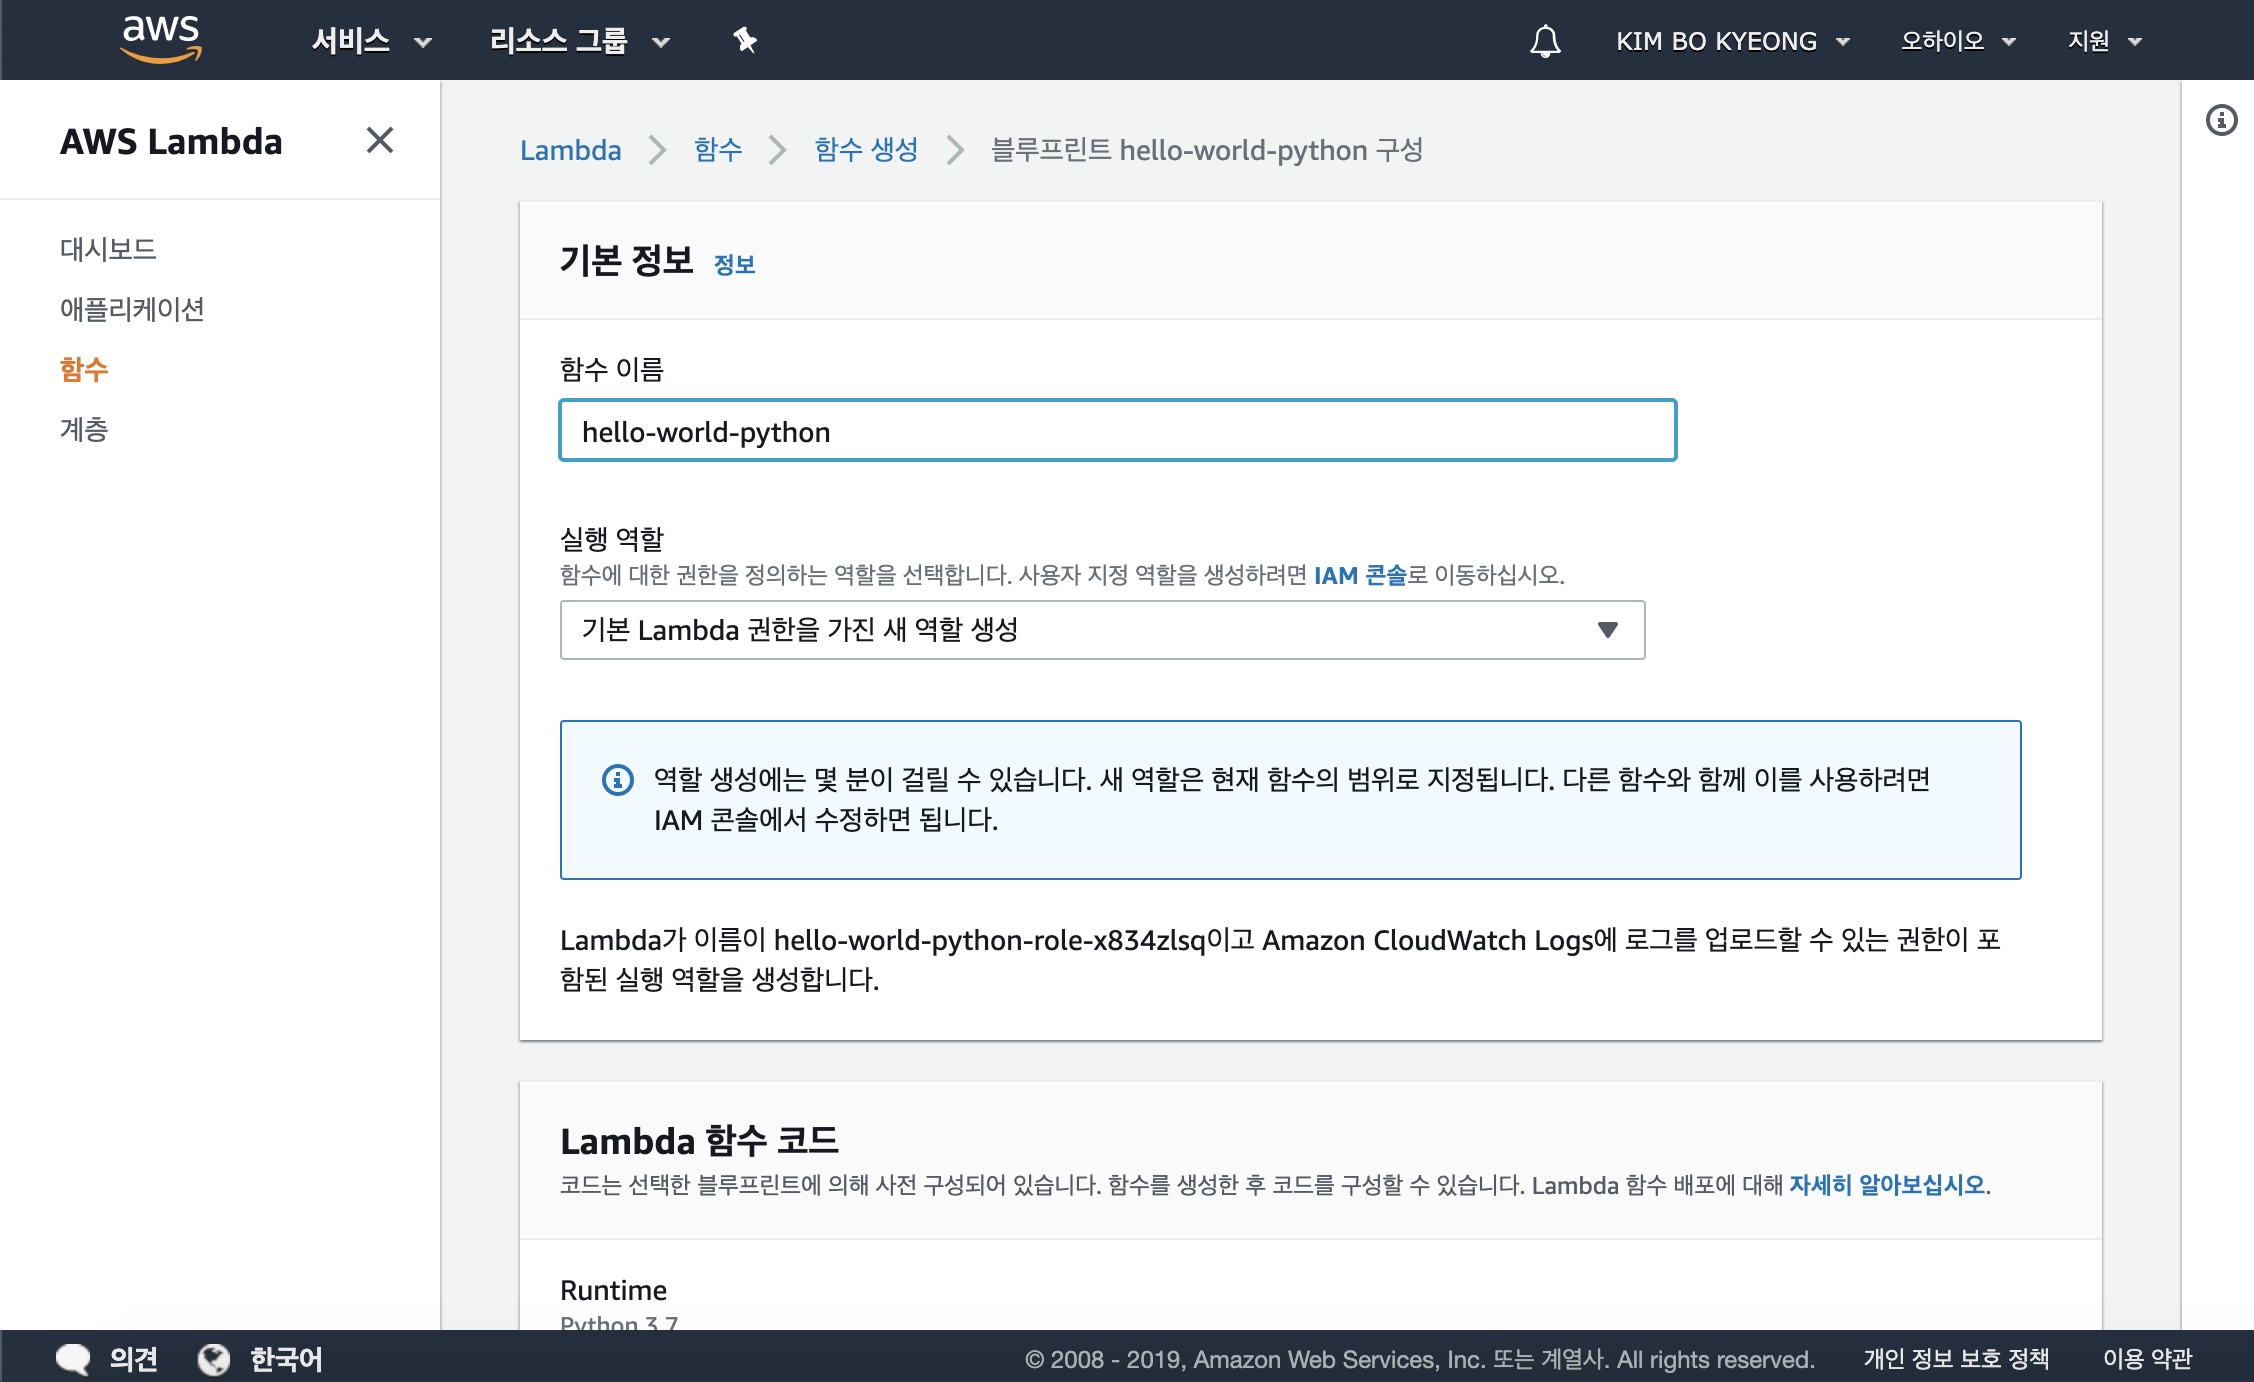 aws 서비스 리소스 그룹 KIM BO KYEONG 오하이오 지원
AWS Lambda
대시보드
애플리케이션
함수
계층
Lambda 함수 함수 생성 블루프린트 hello-world-python 구성
기본 정보 정보
함수 이름
hello-world-python
실행 역할
함수에 대한 권한을 정의하는 역할을 선택합니다. 사용자 지정 역할을 생성하려면 IAM 콘솔로 이동하십시오.
기본 Lambda 권한을 가진 새 역할 생성
역할 생성에는 몇 분이 걸릴 수 있습니다. 새 역할은 현재 함수의 범위로 지정됩니다. 다른 함수와 함께 이를 사용하려면
IAM 콘솔에서 수정하면 됩니다.
Lambda가 이름이 hello-world-python-role-x834zlsq이고 Amazon CloudWatch Logs에 로그를 업로드할 수 있는 권한이 포
함된 실행 역할을 생성합니다.
Lambda 함수 코드
코드는 선택한 블루프린트에 의해 사전 구성되어 있습니다. 함수를 생성한 후 코드를 구성할 수 있습니다. Lambda 함수 배포에 대해 자세히 알아보십시오.
Runtime
Python 3.7
의견 한국어 © 2008 - 2019, Amazon Web Services, Inc. 또는 계열사. All rights reserved. 개인 정보 보호 정책 이용 약관